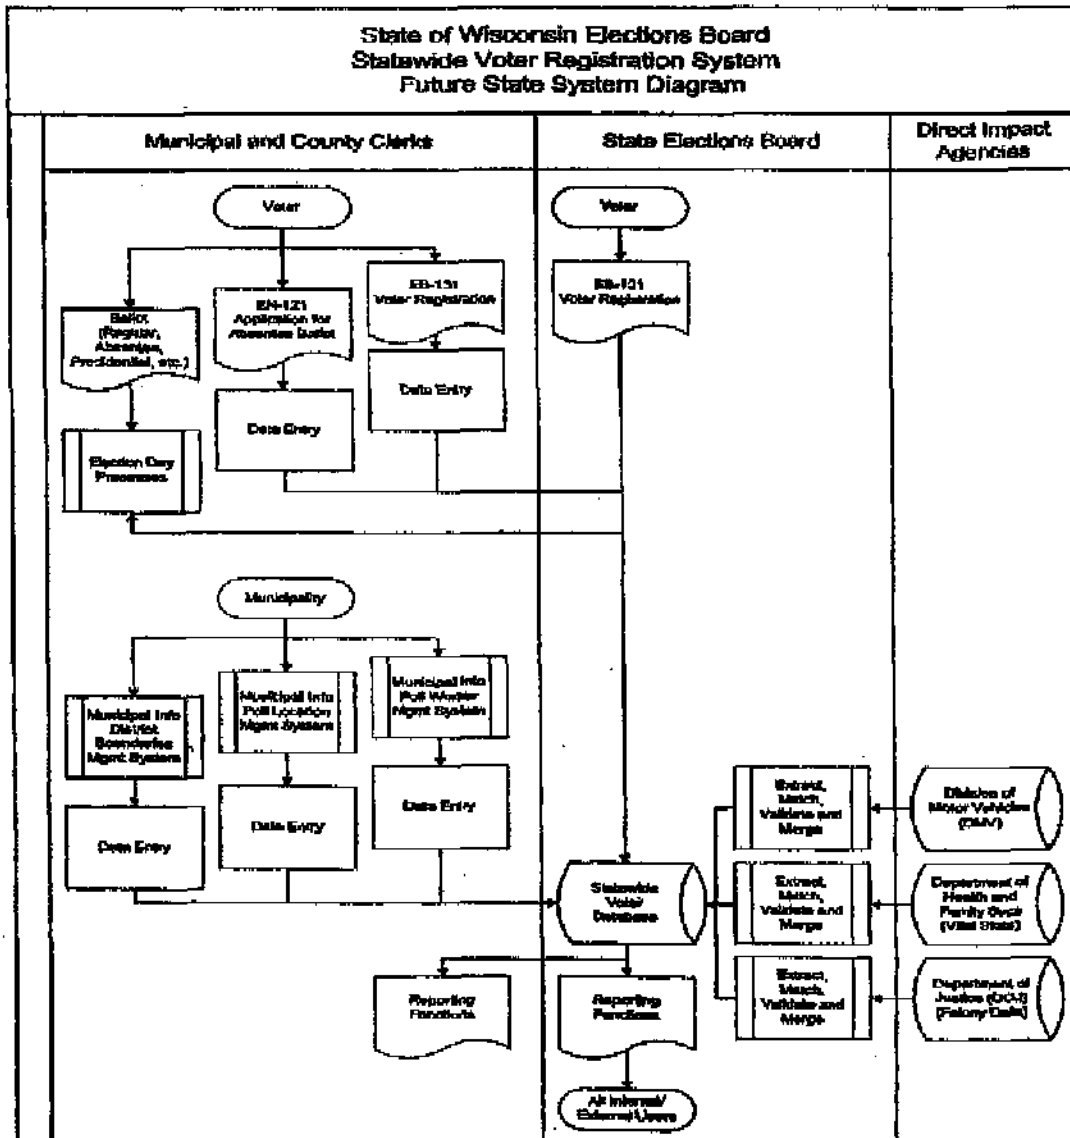 State of Wisconsin Elections Board
Statewide Voter Registration System
Future State System Diagram
Municipal and County Clerks
State Elections Board
Direct Impact
Agencies
Voter
Voter
Ballot
(Register,
Absentee,
Presidential, etc.)
Application for
Absentee Ballot
EB-131
Voter Registration
Voter Registration
Data Entry
Data Entry
Election Day
Processes
Municipality
Municipal Info
District
Boundaries
Mgmt System
Municipal Info
Poll Location
Mgmt System
Municipal Info
Poll Worker
Mgmt System
Data Entry
Data Entry
Data Entry
Extract,
Match,
Validate and
Merge
Division of
Motor Vehicles
(DMV)
Statewide
Voter
Database
Extract,
Match,
Validate and
Merge
Department of
Health and
Family Svcs
(Vital Stats)
Extract,
Match,
Validate and
Merge
Department of
Justice
(Felony Data)
Reporting
Functions
Reporting
Functions
All Internal/
External Users